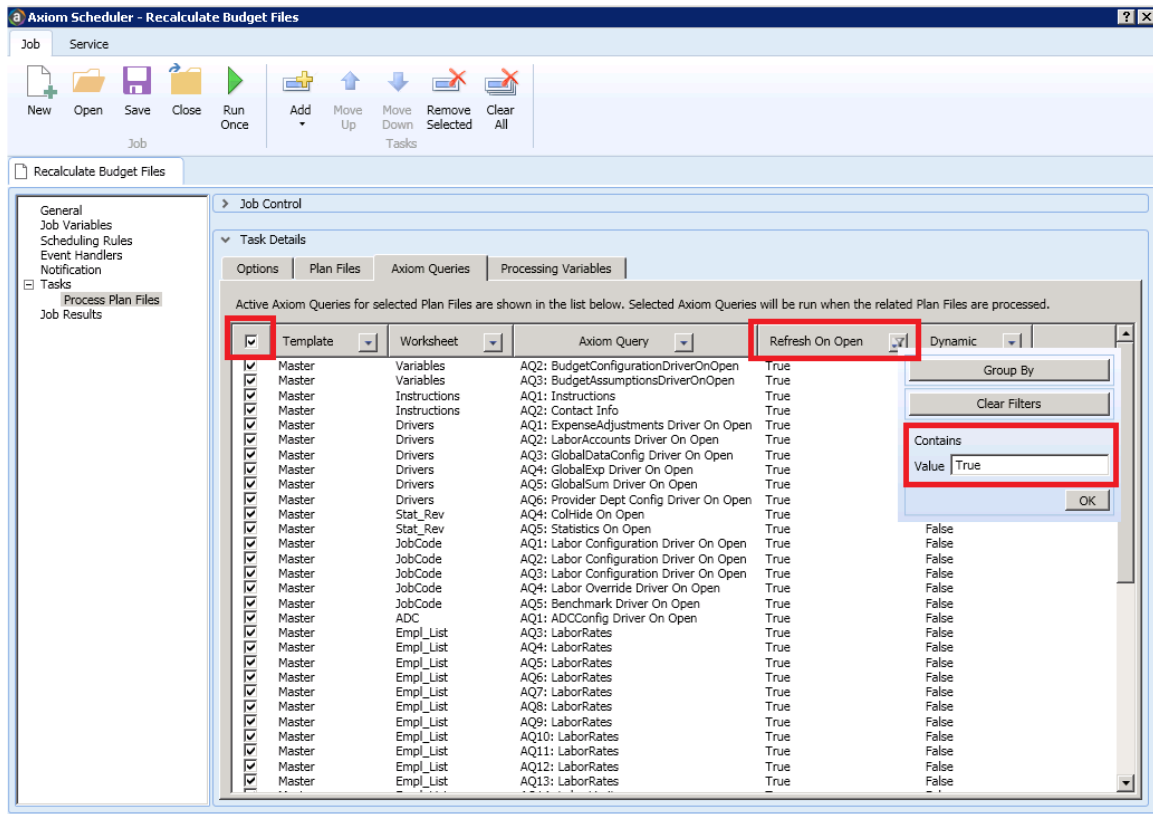 Axiom Scheduler - Recalculate Budget Files
Job Service
New Open Save Close Run Once Add Move Up Move Down Remove Selected Clear All
Job Tasks
Recalculate Budget Files
General
Job Variables
Scheduling Rules
Event Handlers
Notification
Tasks
Process Plan Files
Job Results
Job Control
Task Details
Options Plan Files Axiom Queries Processing Variables
Active Axiom Queries for selected Plan Files are shown in the list below. Selected Axiom Queries will be run when the related Plan Files are processed.
Template Worksheet Axiom Query Refresh On Open Dynamic
Master Variables AQ2: BudgetConfigurationDriverOnOpen True
Master Variables AQ3: BudgetAssumptionsDriverOnOpen True
Master Instructions AQ1: Instructions True
Master Instructions AQ2: Contact Info True
Master Drivers AQ1: ExpenseAdjustments Driver On Open True
Master Drivers AQ2: LaborAccounts Driver On Open True
Master Drivers AQ3: GlobalDataConfig Driver On Open True
Master Drivers AQ4: GlobalExp Driver On Open True
Master Drivers AQ5: GlobalSum Driver On Open True
Master Drivers AQ6: Provider Dept Config Driver On Open True
Master Stat_Rev AQ4: ColHide On Open True
Master Stat_Rev AQ5: Statistics On Open True False
Master JobCode AQ1: Labor Configuration Driver On Open True False
Master JobCode AQ2: Labor Configuration Driver On Open True False
Master JobCode AQ3: Labor Configuration Driver On Open True False
Master JobCode AQ4: Labor Override Driver On Open True False
Master JobCode AQ5: Benchmark Driver On Open True False
Master ADC AQ1: ADCConfig Driver On Open True False
Master Empl_List AQ3: LaborRates True False
Master Empl_List AQ4: LaborRates True False
Master Empl_List AQ5: LaborRates True False
Master Empl_List AQ6: LaborRates True False
Master Empl_List AQ7: LaborRates True False
Master Empl_List AQ8: LaborRates True False
Master Empl_List AQ9: LaborRates True False
Master Empl_List AQ10: LaborRates True False
Master Empl_List AQ11: LaborRates True False
Master Empl_List AQ12: LaborRates True False
Master Empl_List AQ13: LaborRates True False
Group By
Clear Filters
Contains
Value True
OK